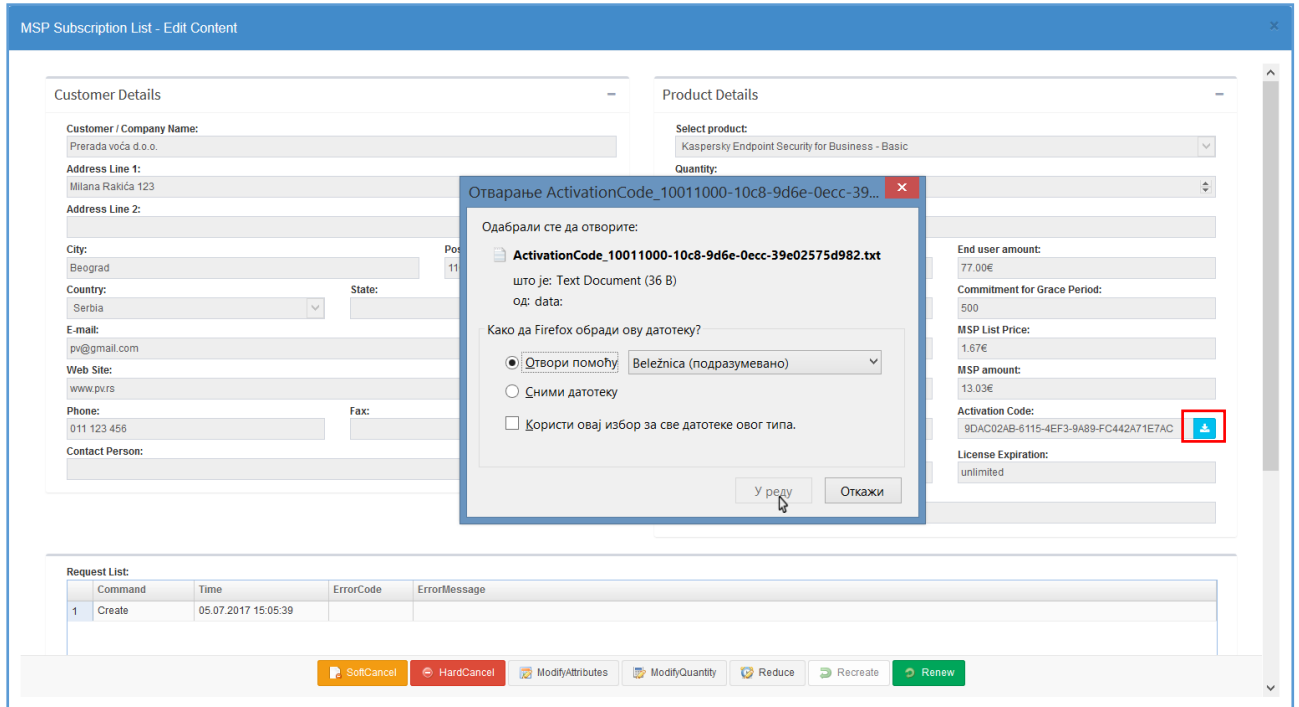 MSP Subscription List - Edit Content
Customer Details
Customer / Company Name:
Prerada voća d.o.o.
Address Line 1:
Milana Rakića 123
Address Line 2:
City:
Beograd
Country:
State:
Serbia
E-mail:
pv@gmail.com
Web Site:
www.pv.rs
Phone:
Fax:
011 123 456
Contact Person:
Product Details
Select product:
Kaspersky Endpoint Security for Business - Basic
Quantity:
End user amount:
77.00€
Commitment for Grace Period:
500
MSP List Price:
1.67€
MSP amount:
13.03€
Activation Code:
9DAC02AB-6115-4EF3-9A89-FC442A71E7AC
License Expiration:
unlimited
Отварање ActivationCode_10011000-10c8-9d6e-0ecc-39...
Одабрали сте да отворите:
ActivationCode_10011000-10c8-9d6e-0ecc-39e02575d982.txt
што је: Text Document (36 B)
од: data:
Како да Firefox обради ову датотеку?
Отвори помоћу Beležnica (подразумевано)
Сними датотеку
Користи овај избор за све датотеке овог типа.
У реду Откажи
Request List:
Command Time ErrorCode ErrorMessage
1 Create 05.07.2017 15:05:39
SoftCancel HardCancel ModifyAttributes ModifyQuantity Reduce Recreate Renew